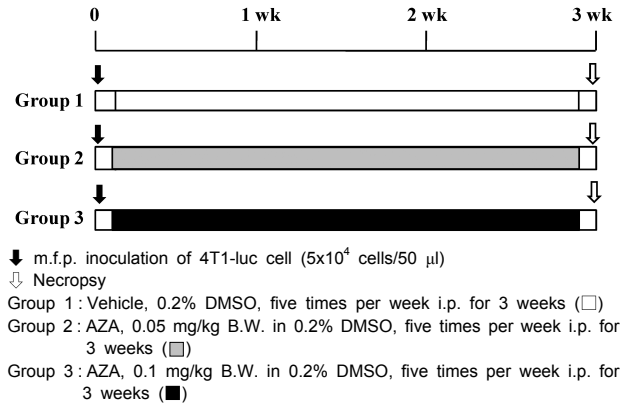 0 1 wk 2 wk 3 wk
Group 1
Group 2
Group 3
m.f.p. inoculation of 4T1-luc cell (5x10⁴ cells/50 μl)
Necropsy
Group 1 : Vehicle, 0.2% DMSO, five times per week i.p. for 3 weeks (□)
Group 2 : AZA, 0.05 mg/kg B.W. in 0.2% DMSO, five times per week i.p. for
3 weeks (■)
Group 3 : AZA, 0.1 mg/kg B.W. in 0.2% DMSO, five times per week i.p. for
3 weeks (■)